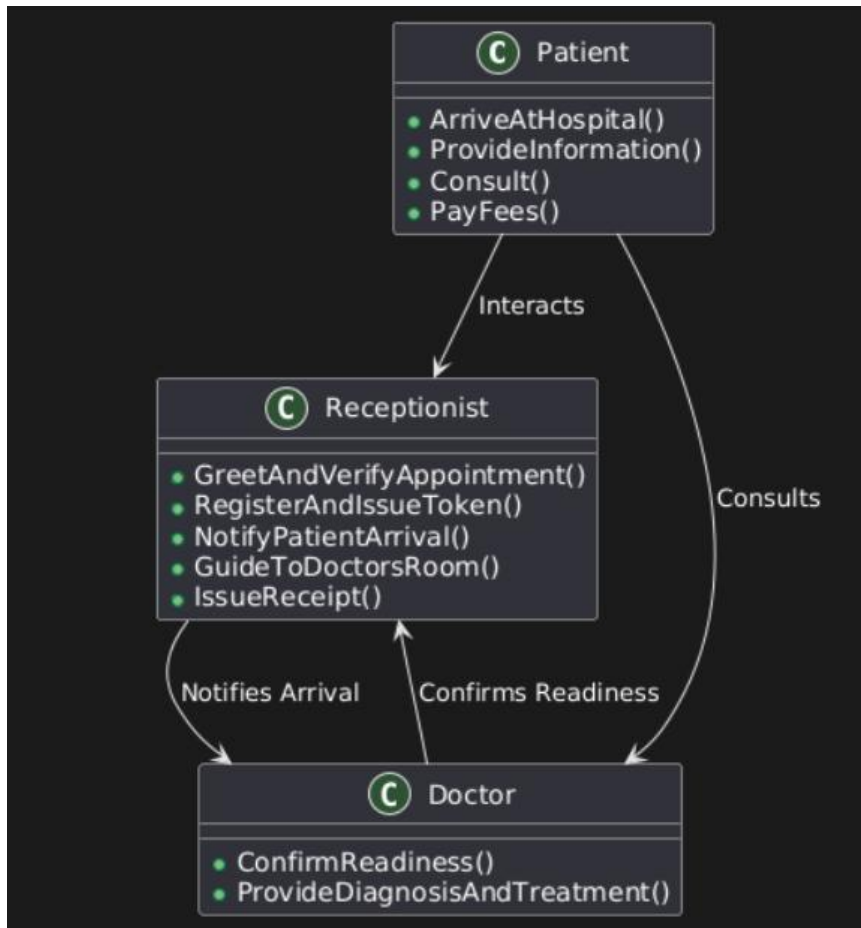 C Patient
ArriveAtHospital()
ProvideInformation()
Consult()
PayFees()
Interacts
C Receptionist
GreetAndVerifyAppointment()
RegisterAndIssueToken()
NotifyPatientArrival()
GuideToDoctorsRoom()
IssueReceipt()
Consults
Notifies Arrival
Confirms Readiness
C Doctor
ConfirmReadiness()
ProvideDiagnosisAndTreatment()